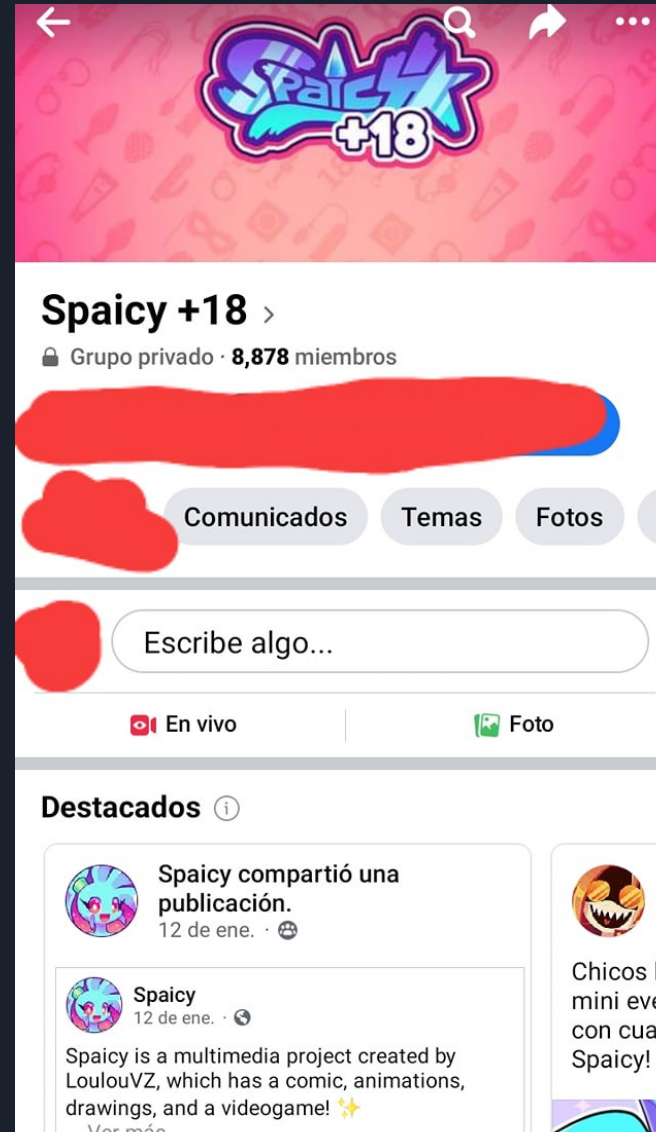 Spaicy
+18
Spaicy +18
Grupo privado · 8,878 miembros
Comunicados
Temas
Fotos
Escribe algo...
En vivo
Foto
Destacados
Spaicy compartió una
publicación.
12 de ene.
Spaicy
12 de ene.
Spaicy is a multimedia project created by
LoulouVZ, which has a comic, animations,
drawings, and a videogame! ✨
... Ver más
Chicos
mini
con
Spaicy!